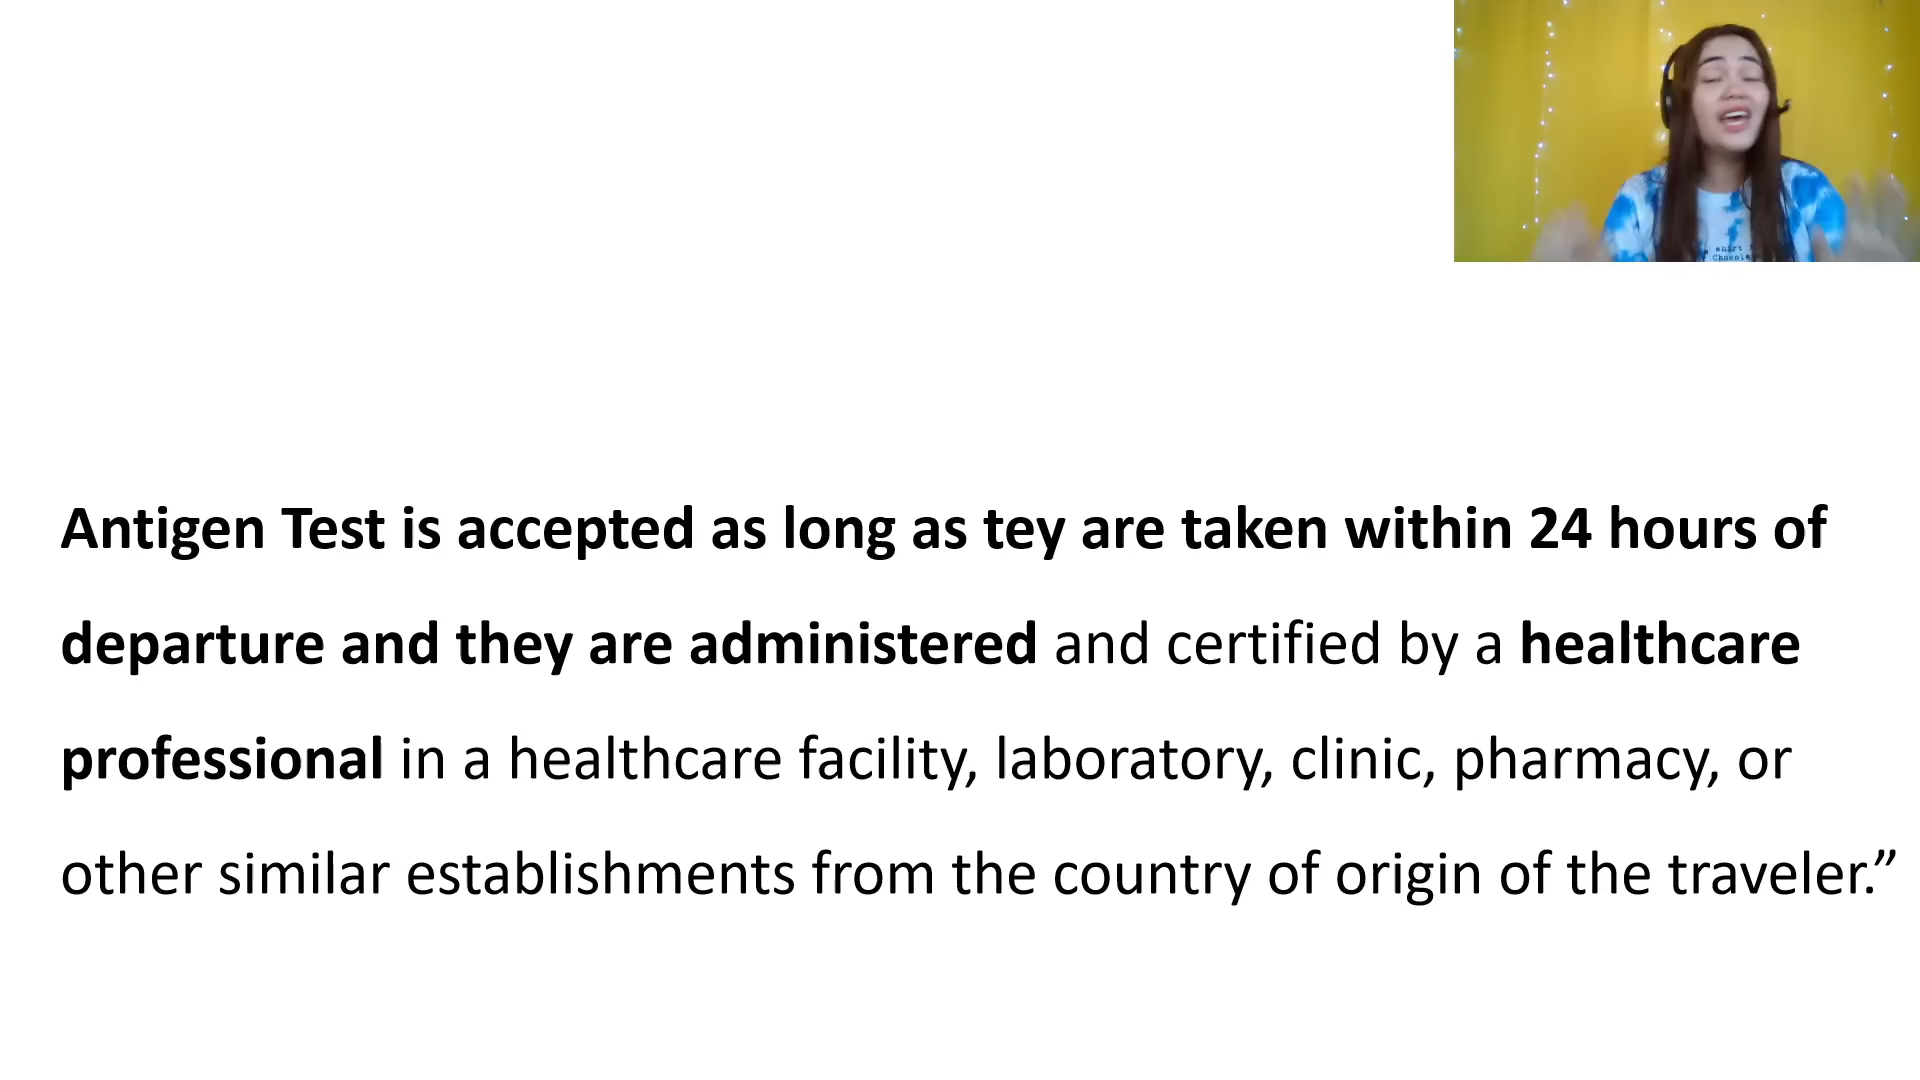 shirt
Chocola
Antigen Test is accepted as long as tey are taken within 24 hours of
departure and they are administered and certified by a healthcare
professional in a healthcare facility, laboratory, clinic, pharmacy, or
other similar establishments from the country of origin of the traveler.”